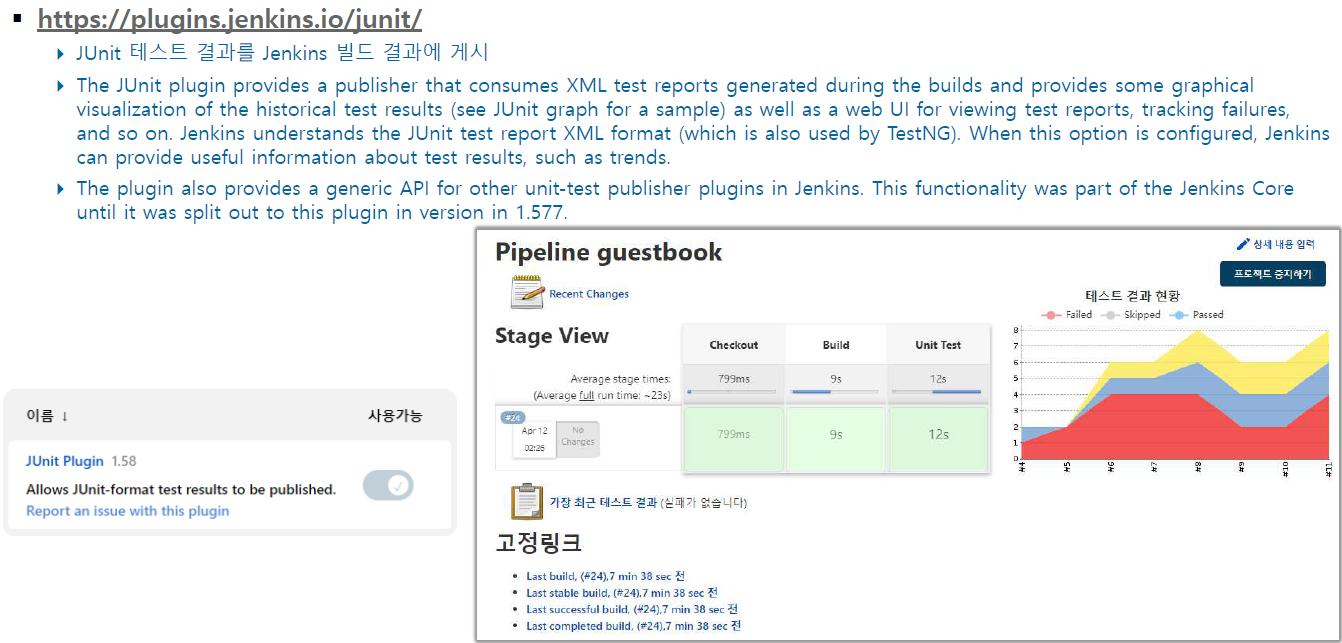 https://plugins.jenkins.io/junit/
JUnit 테스트 결과를 Jenkins 빌드 결과에 게시
The JUnit plugin provides a publisher that consumes XML test reports generated during the builds and provides some graphical
visualization of the historical test results (see JUnit graph for a sample) as well as a web UI for viewing test reports, tracking failures,
and so on. Jenkins understands the JUnit test report XML format (which is also used by TestNG). When this option is configured, Jenkins
can provide useful information about test results, such as trends.
The plugin also provides a generic API for other unit-test publisher plugins in Jenkins. This functionality was part of the Jenkins Core
until it was split out to this plugin in version in 1.577.
이름 ↓ 사용가능
JUnit Plugin 1.58
Allows JUnit-format test results to be published.
Report an issue with this plugin
Pipeline guestbook
상세 내용 입력
프로젝트 중지하기
Recent Changes
Stage View
Checkout Build Unit Test
Average stage times: 799ms 9s 12s
(Average full run time: ~23s)
#24
Apr 12 No
02:26 Changes
799ms 9s 12s
테스트 결과 현황
Failed Skipped Passed
8
7
6
5
4
3
2
1
0
#4 #5 #6 #7 #8 #9 #10 #11
가장 최근 테스트 결과 (실패가 없습니다)
고정링크
Last build, (#24),7 min 38 sec 전
Last stable build, (#24),7 min 38 sec 전
Last successful build, (#24),7 min 38 sec 전
Last completed build, (#24),7 min 38 sec 전